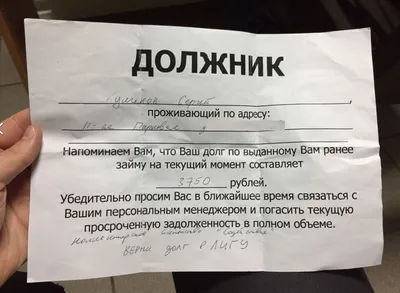 ДОЛЖНИК
проживающий по адресу:
Напоминаем Вам, что Ваш долг по выданному Вам ранее
займу на текущий момент составляет
3750 рублей.
Убедительно просим Вас в ближайшее время связаться с
Вашим персональным менеджером и погасить текущую
просроченную задолженность в полном объеме.
ВЕРНИ ДОЛГ В ЛИГУ